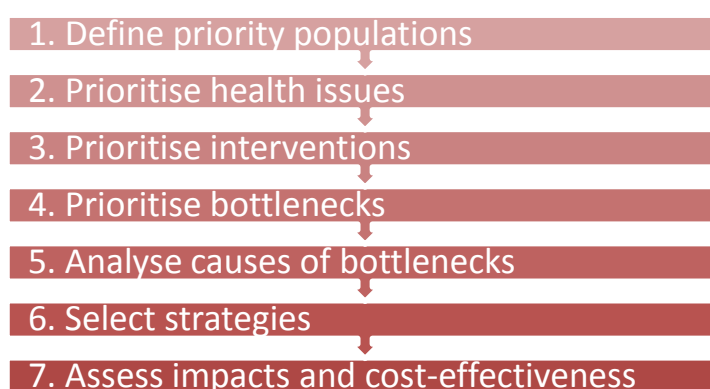 1. Define priority populations
2. Prioritise health issues
3. Prioritise interventions
4. Prioritise bottlenecks
5. Analyse causes of bottlenecks
6. Select strategies
7. Assess impacts and cost-effectiveness